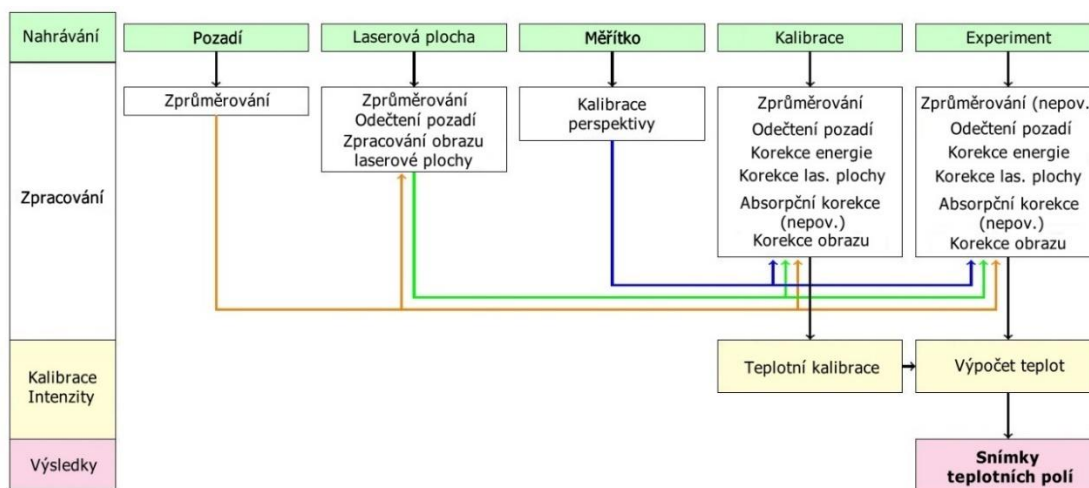 Nahrávání
Pozadí
Laserová plocha
Měřítko
Kalibrace
Experiment
Zpracování
Zprůměrování
Zprůměrování
Odečtení pozadí
Zpracování obrazu
laserové plochy
Kalibrace
perspektivy
Zprůměrování
Odečtení pozadí
Korekce energie
Korekce las. plochy
Absorpční korekce
(nepov.)
Korekce obrazu
Zprůměrování (nepov.
Odečtení pozadí
Korekce energie
Korekce las. plochy
Absorpční korekce
(nepov.)
Korekce obrazu
Kalibrace
Intenzity
Teplotní kalibrace
Výpočet teplot
Výsledky
Snímky
teplotních polí